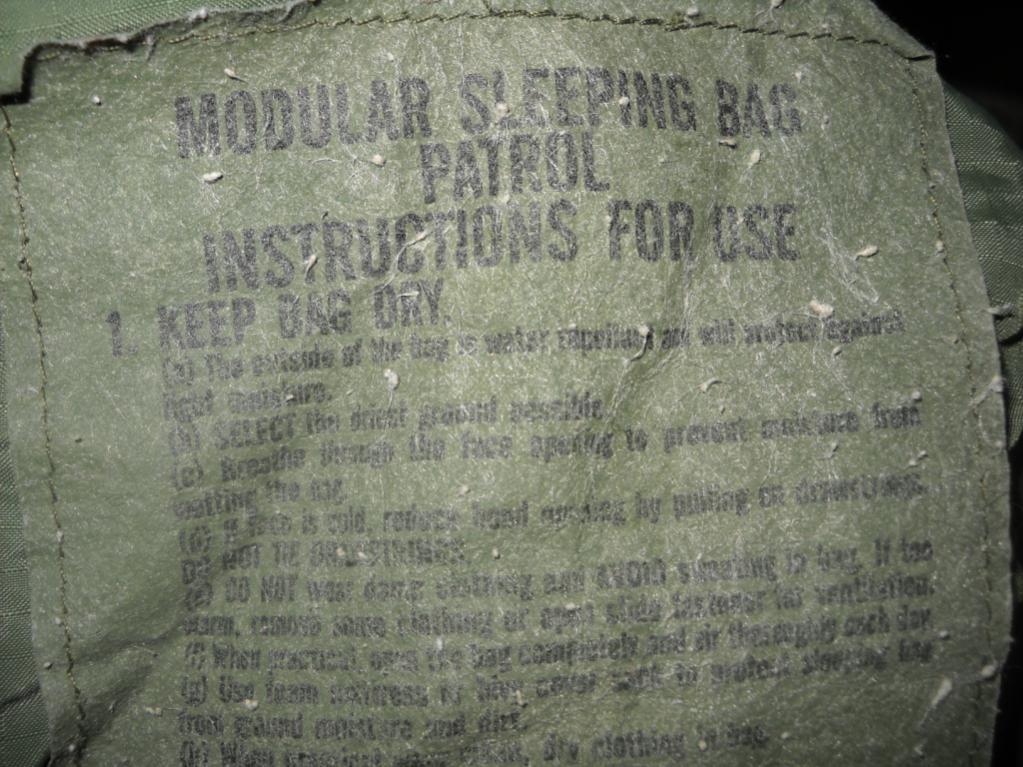 MODULAR SLEEPING BAG
PATROL
INSTRUCTIONS FOR USE
1. KEEP BAG DRY.
(a) The outside of the bag is water repellent and will protect against
light moisture.
(b) SELECT the driest ground possible.
(c) Breathe through the face opening to prevent moisture from
wetting the bag.
(d) If face is cold, reduce hood opening by pulling on drawstrings.
DO NOT TIE DRAWSTRINGS.
(e) DO NOT wear damp clothing and AVOID sweating in bag. If too
warm, remove some clothing or open slide fastener for ventilation.
(f) When practical, open the bag completely and air thoroughly each day.
(g) Use foam mattress or bivy cover sack to protect sleeping bag
from ground moisture and dirt.
(h) When dry clothing in bag.